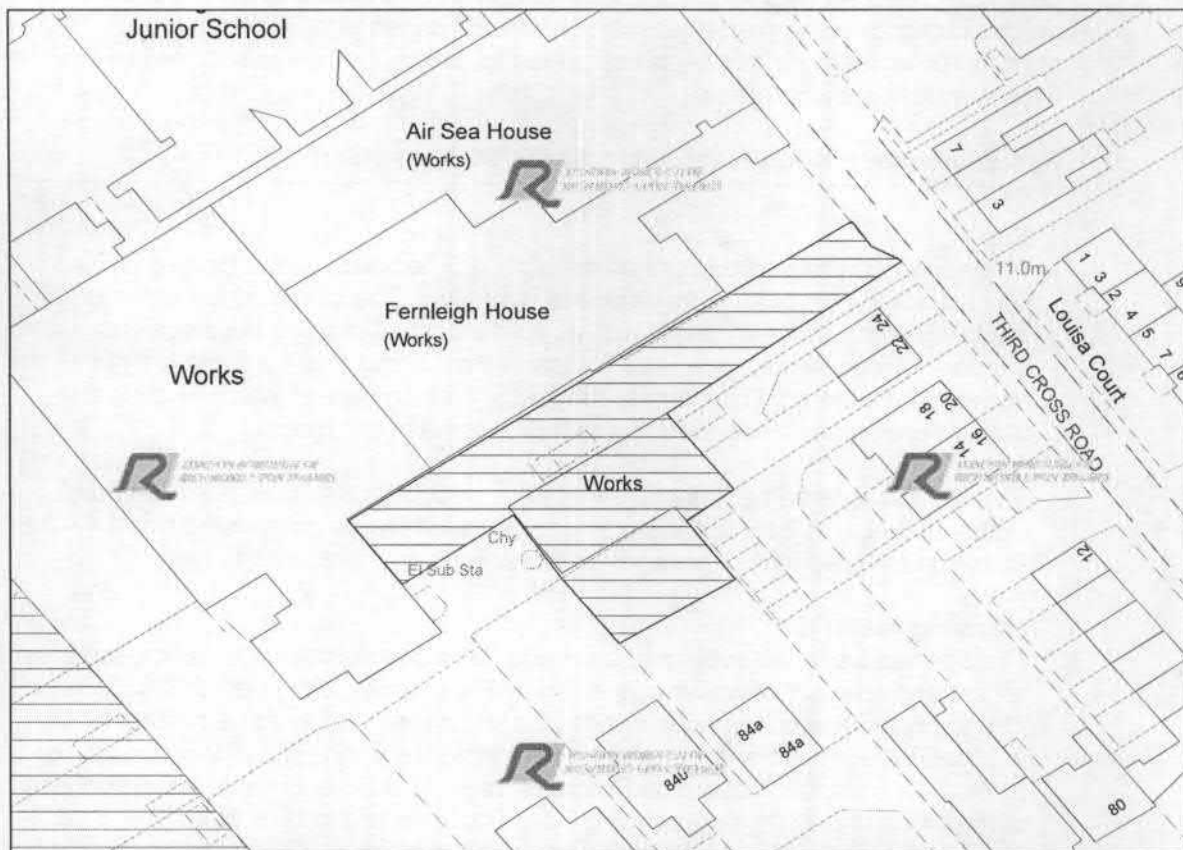 Junior School
Air Sea House
(Works)
Fernleigh House
(Works)
Works
Works
Chy
El Sub Sta
THIRD CROSS ROAD
Louisa Court
11.0m
7
3
1
3
2
4
5
7
24
22
20
18
16
14
12
84a
84a
84b
80